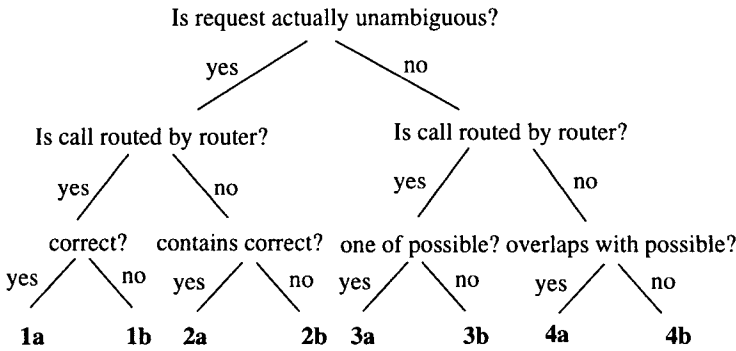 Is request actually unambiguous?
yes no
Is call routed by router? Is call routed by router?
yes no yes no
correct? contains correct? one of possible? overlaps with possible?
yes no yes no yes no yes no
1a 1b 2a 2b 3a 3b 4a 4b